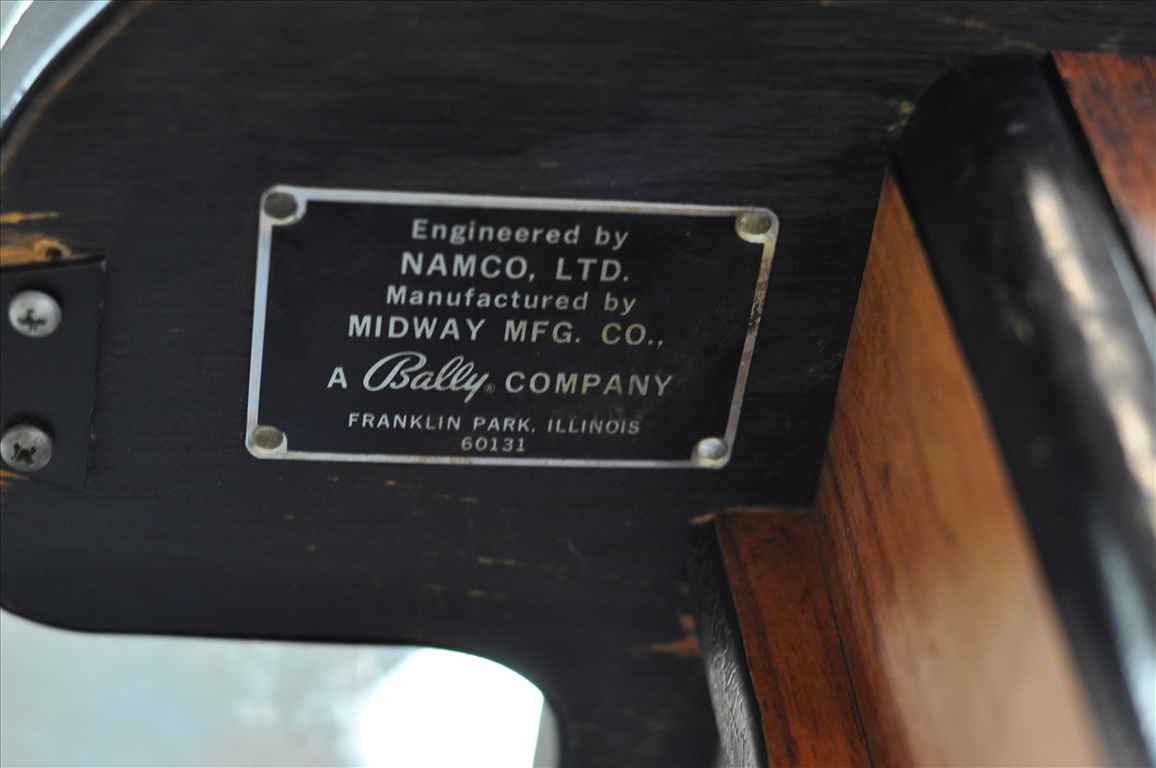 Engineered by
NAMCO, LTD.
Manufactured by
MIDWAY MFG. CO.,
A Bally® COMPANY
FRANKLIN PARK, ILLINOIS
60131